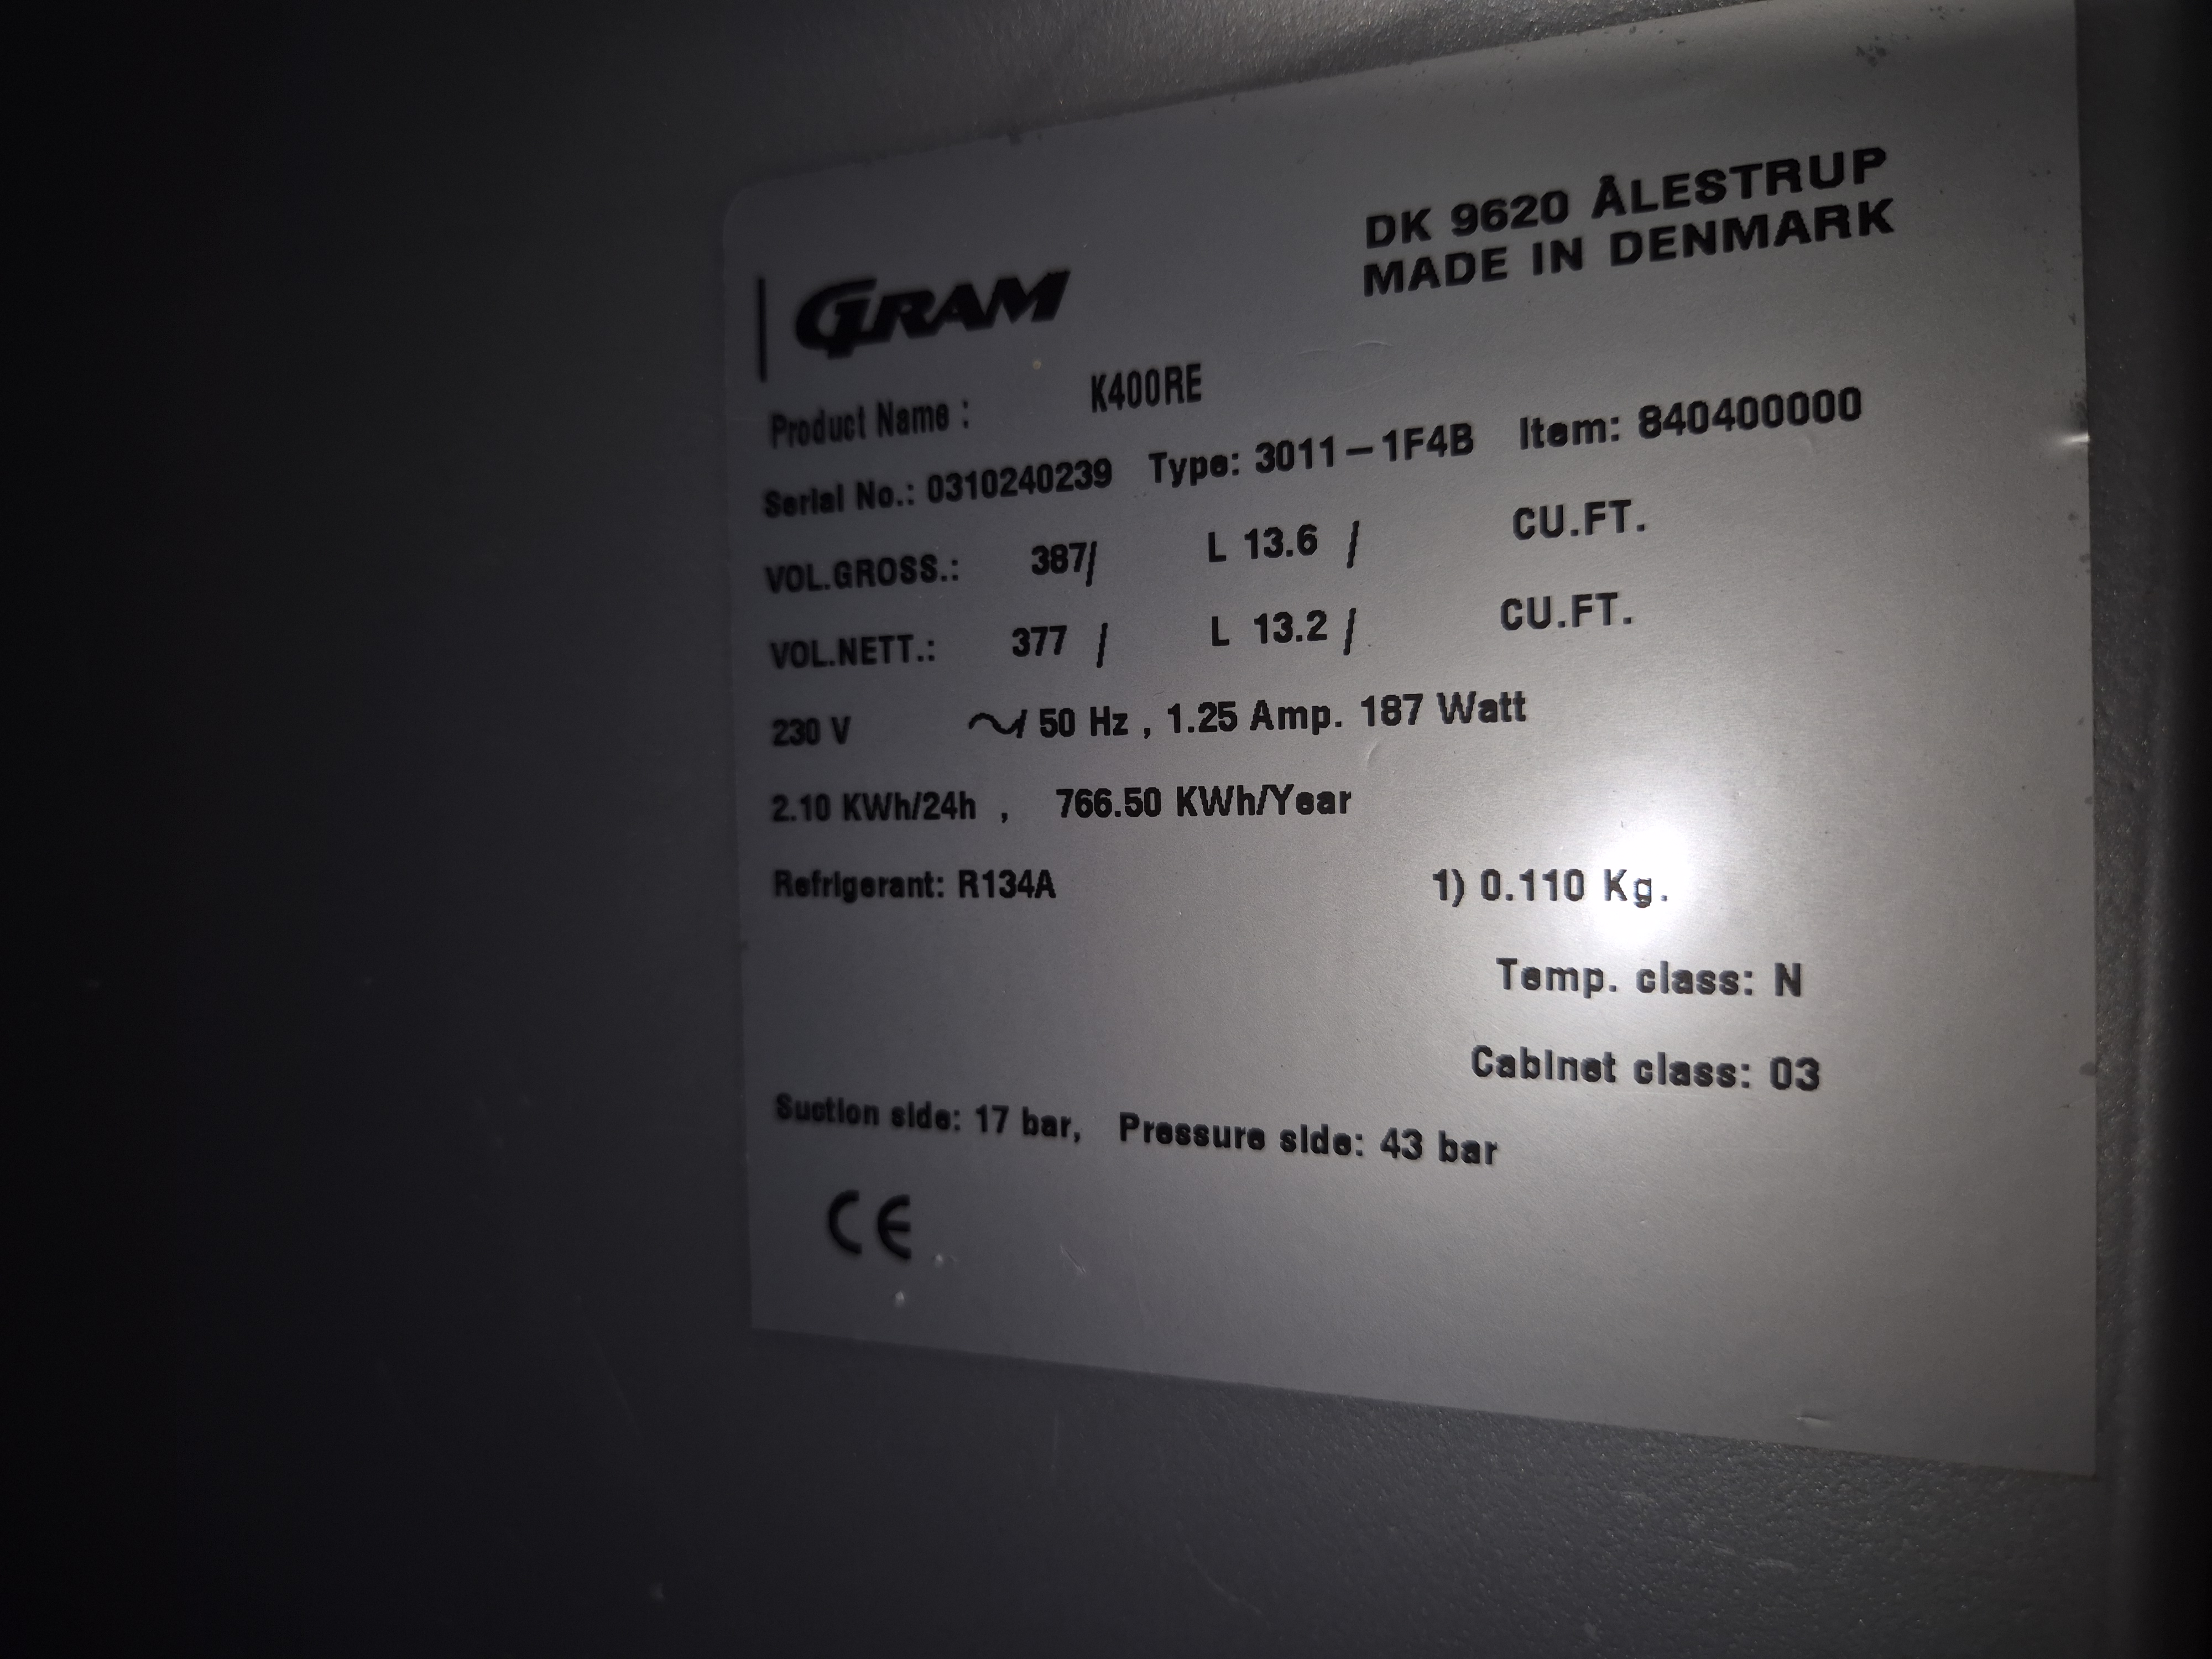 GRAM
DK 9620 ÅLESTRUP
MADE IN DENMARK
Product Name : K400RE
Serial No.: 0310240239 Type: 3011-1F4B Item: 840400000
VOL.GROSS.: 387/ L 13.6 / CU.FT.
VOL.NETT.: 377 / L 13.2 / CU.FT.
230 V ~/ 50 Hz , 1.25 Amp. 187 Watt
2.10 KWh/24h , 766.50 KWh/Year
Refrigerant: R134A 1) 0.110 Kg.
Temp. class: N
Cabinet class: 03
Suction side: 17 bar, Pressure side: 43 bar
CE